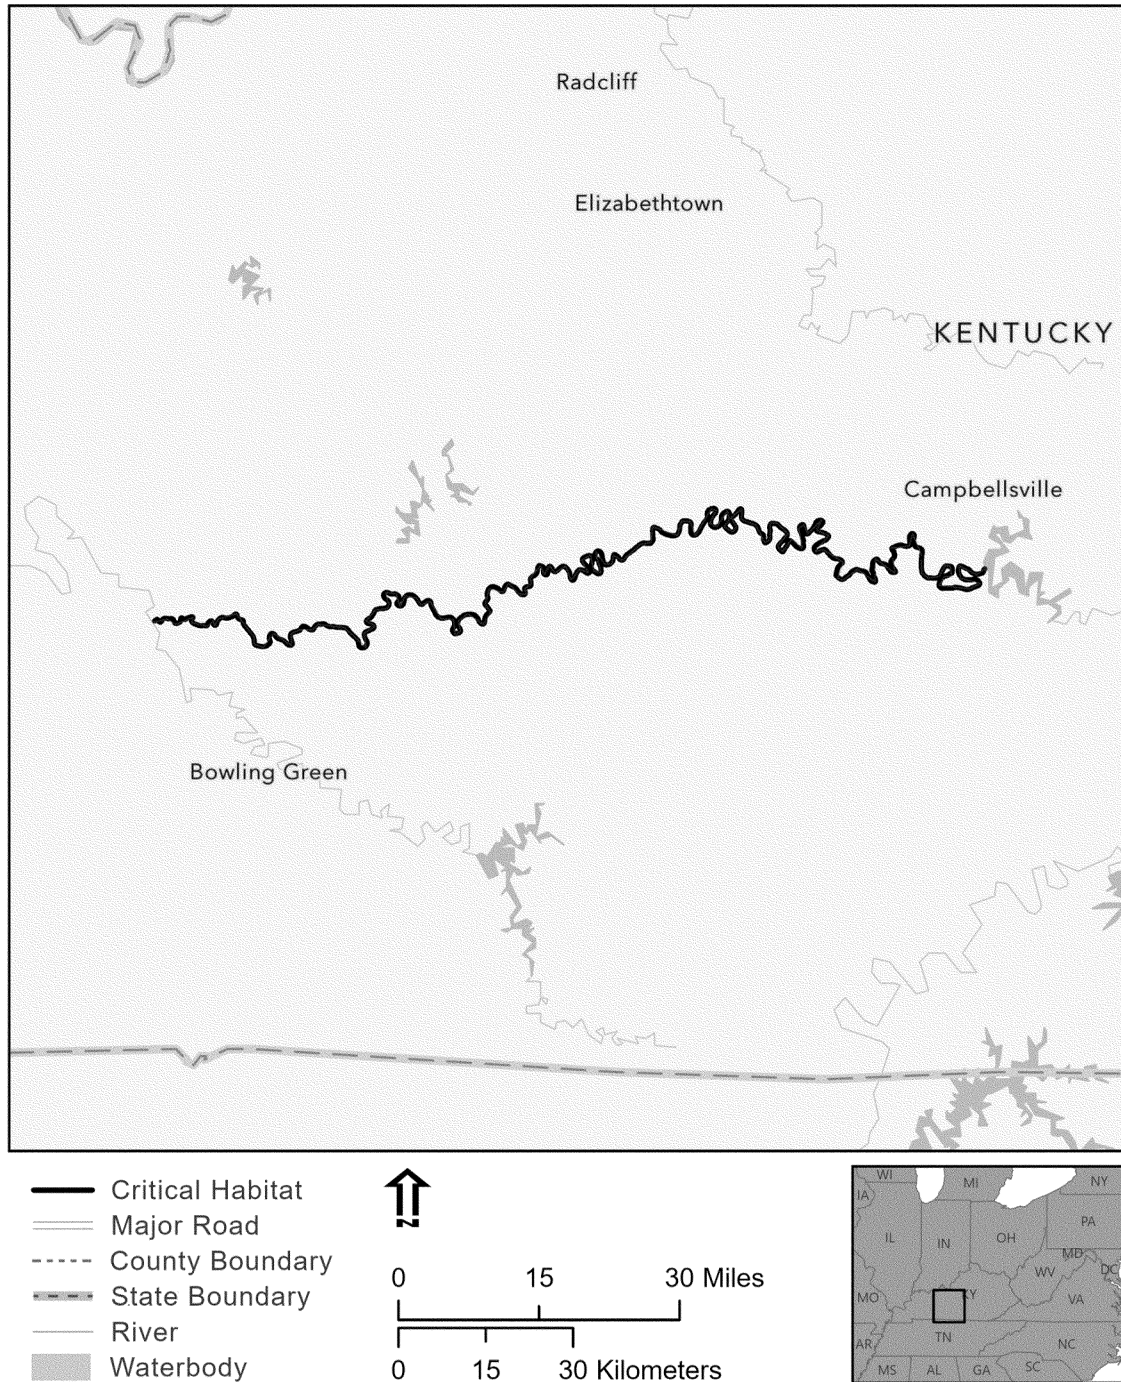 Radcliff
Elizabethtown
KENTUCKY
Campbellsville
Bowling Green
Critical Habitat
Major Road
County Boundary
State Boundary
River
Waterbody
N
0 15 30 Miles
0 15 30 Kilometers
WI
MI
NY
IA
PA
IL
IN
OH
MD
DC
WV
MO
KY
VA
AR
TN
NC
MS
AL
GA
SC